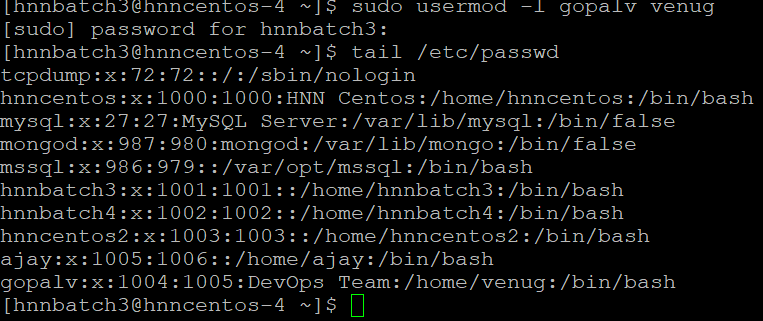 [hnnbatch3@hnncentos-4 ~]$ sudo usermod -l gopalv venug
[sudo] password for hnnbatch3:
[hnnbatch3@hnncentos-4 ~]$ tail /etc/passwd
tcpdump:x:72:72::/:/sbin/nologin
hnncentos:x:1000:1000:HNN Centos:/home/hnncentos:/bin/bash
mysql:x:27:27:MySQL Server:/var/lib/mysql:/bin/false
mongod:x:987:980:mongod:/var/lib/mongo:/bin/false
mssql:x:986:979::/var/opt/mssql:/bin/bash
hnnbatch3:x:1001:1001::/home/hnnbatch3:/bin/bash
hnnbatch4:x:1002:1002::/home/hnnbatch4:/bin/bash
hnncentos2:x:1003:1003::/home/hnncentos2:/bin/bash
ajay:x:1005:1006::/home/ajay:/bin/bash
gopalv:x:1004:1005:DevOps Team:/home/venug:/bin/bash
[hnnbatch3@hnncentos-4 ~]$